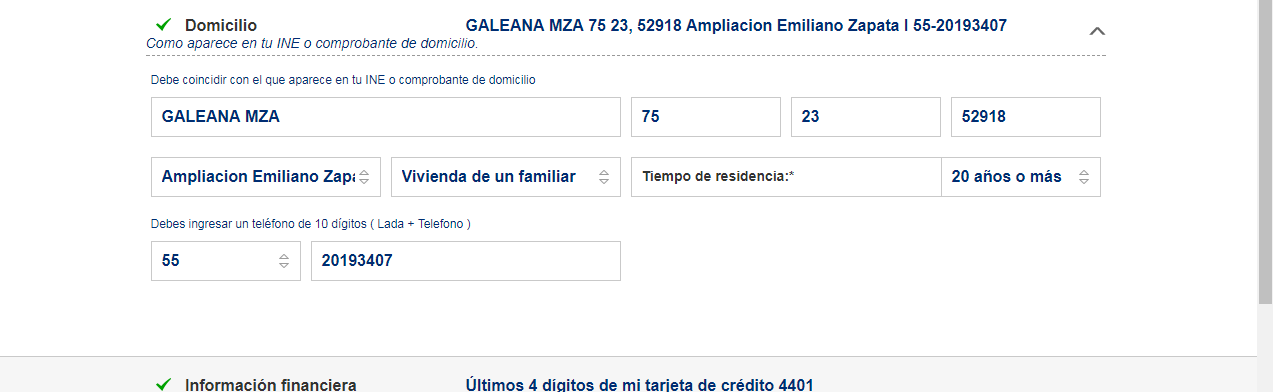 Domicilio GALEANA MZA 75 23, 52918 Ampliacion Emiliano Zapata | 55-20193407
Como aparece en tu INE o comprobante de domicilio.
Debe coincidir con el que aparece en tu INE o comprobante de domicilio
GALEANA MZA 75 23 52918
Ampliacion Emiliano Zapa Vivienda de un familiar Tiempo de residencia:* 20 años o más
Debes ingresar un teléfono de 10 dígitos ( Lada + Telefono )
55 20193407
Información financiera Últimos 4 dígitos de mi tarjeta de crédito 4401